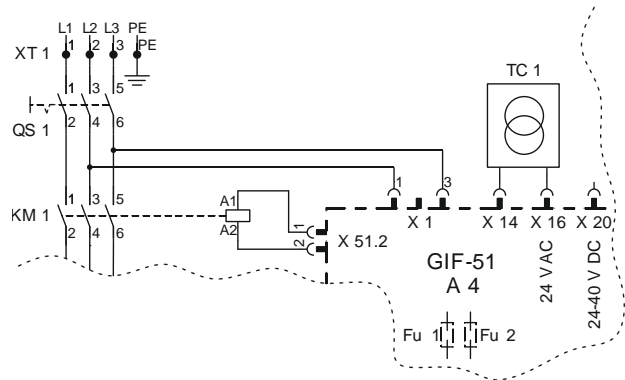 L1 L2 L3 PE
XT 1 1 2 3 PE
TC 1
1 3 5
QS 1 2 4 6
1 3
KM 1 1 3 5 A1
2 4 6 A2
1
2
X 51.2
X 1 X 14 X 16 X 20
GIF-51
A 4
24 V AC
24-40 V DC
Fu 1 Fu 2